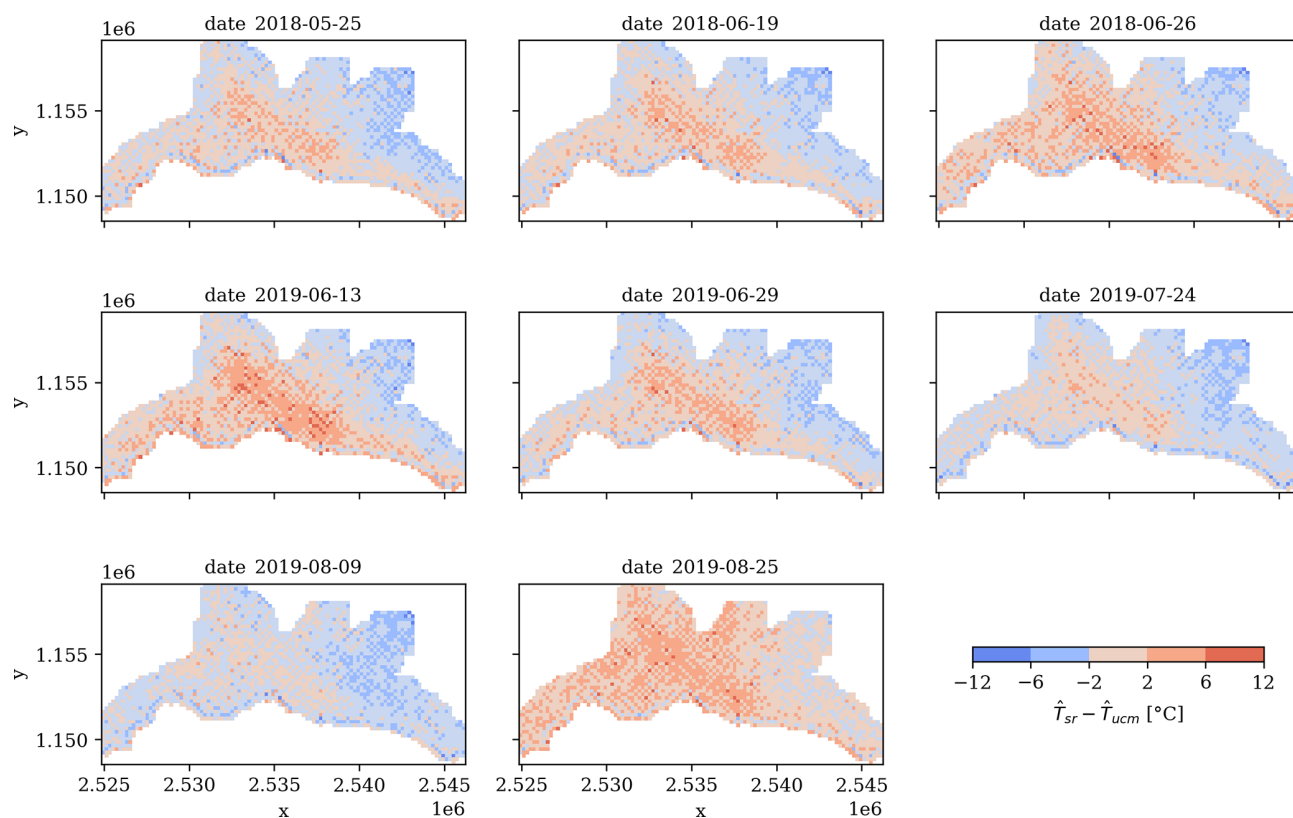 date 2018-05-25
date 2018-06-19
date 2018-06-26
1e6
y
1.155
1.150
date 2019-06-13
date 2019-06-29
date 2019-07-24
1e6
y
1.155
1.150
date 2019-08-09
date 2019-08-25
1e6
y
1.155
1.150
2.525 2.530 2.535 2.540 2.545
x
1e6
2.525 2.530 2.535 2.540 2.545
x
1e6
−12 −6 −2 2 6 12
T̂sr − T̂ucm [°C]